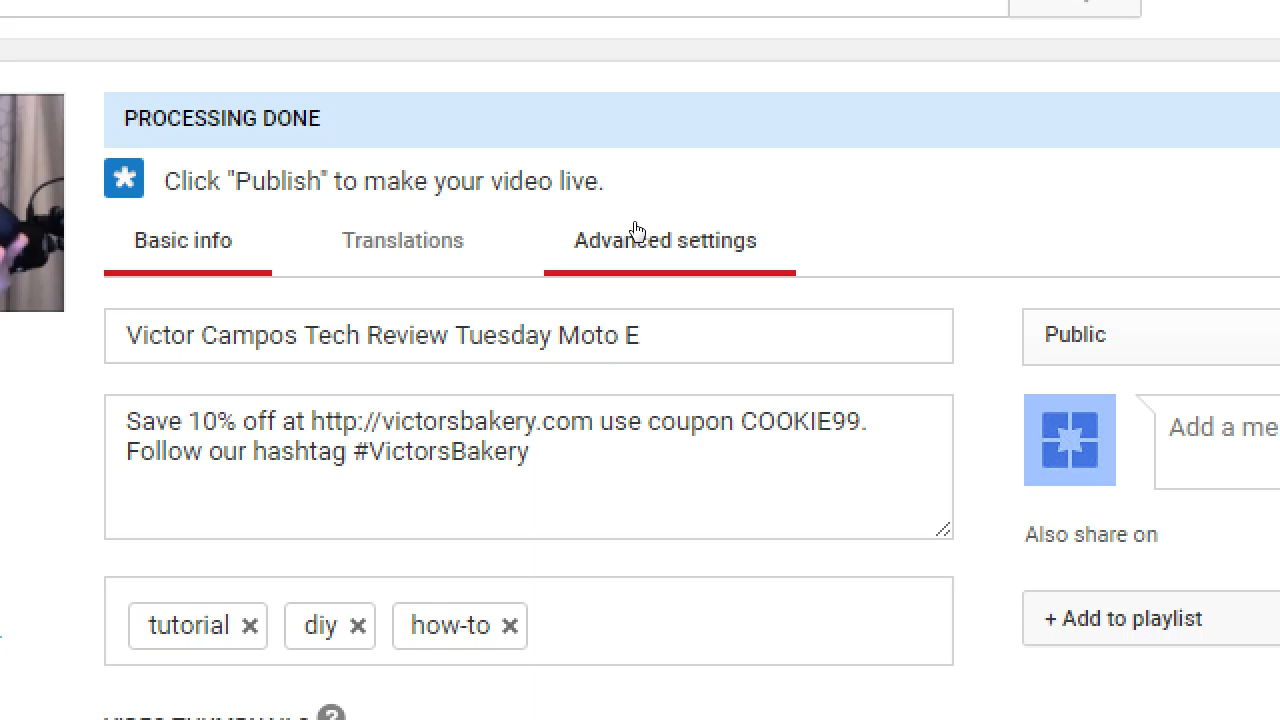 PROCESSING DONE
Click "Publish" to make your video live.
Basic info Translations Advanced settings
Victor Campos Tech Review Tuesday Moto E
Public
Save 10% off at http://victorsbakery.com use coupon COOKIE99.
Follow our hashtag #VictorsBakery
Add a me
Also share on
+ Add to playlist
tutorial × diy × how-to ×